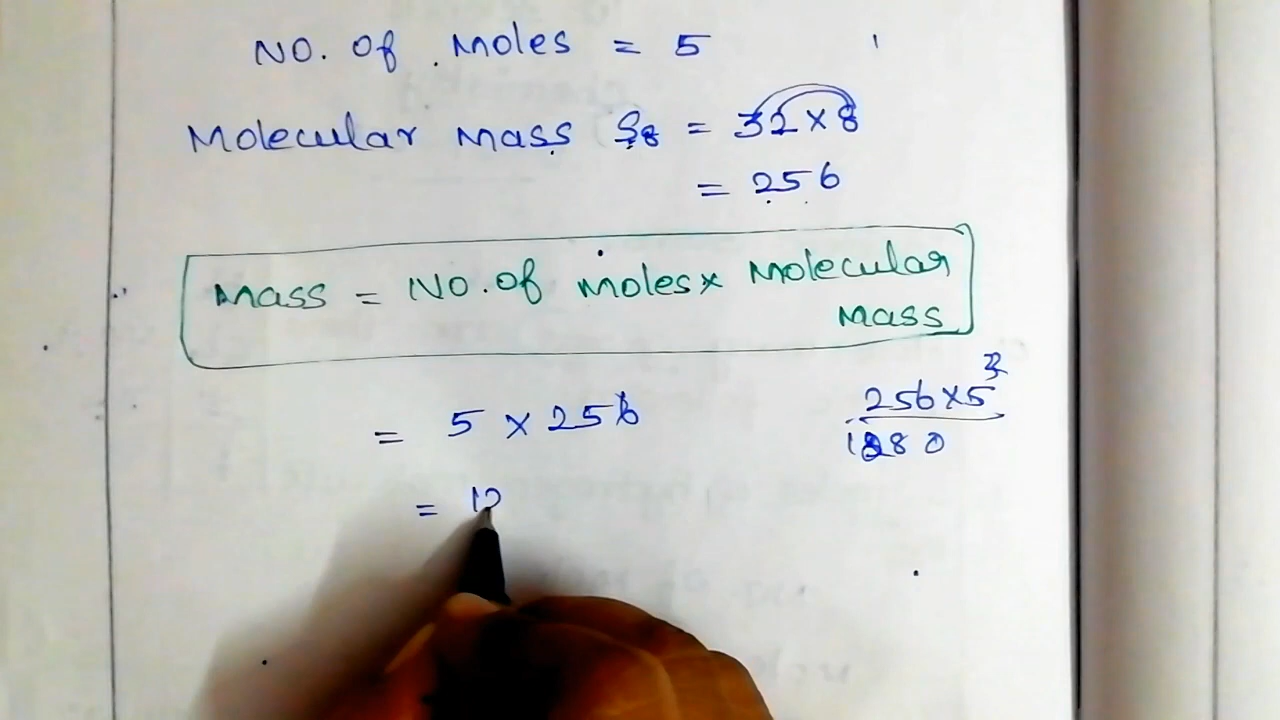 No. of moles = 5
Molecular mass S8 = 32 × 8
= 256
Mass = No. of moles × Molecular
mass
= 5 × 256
256 × 5
1280
= 12